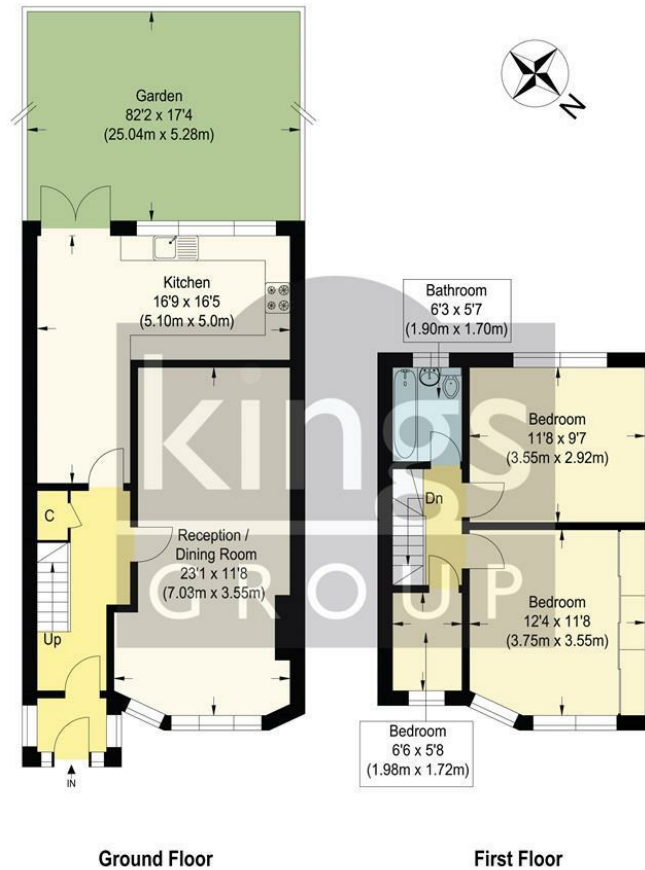 Garden
82'2 x 17'4
(25.04m x 5.28m)
N
Kitchen
16'9 x 16'5
(5.10m x 5.0m)
Bathroom
6'3 x 5'7
(1.90m x 1.70m)
kings
GROUP
Bedroom
11'8 x 9'7
(3.55m x 2.92m)
C
Dn
Reception /
Dining Room
23'1 x 11'8
(7.03m x 3.55m)
Up
Bedroom
12'4 x 11'8
(3.75m x 3.55m)
Bedroom
6'6 x 5'8
(1.98m x 1.72m)
IN
Ground Floor
First Floor